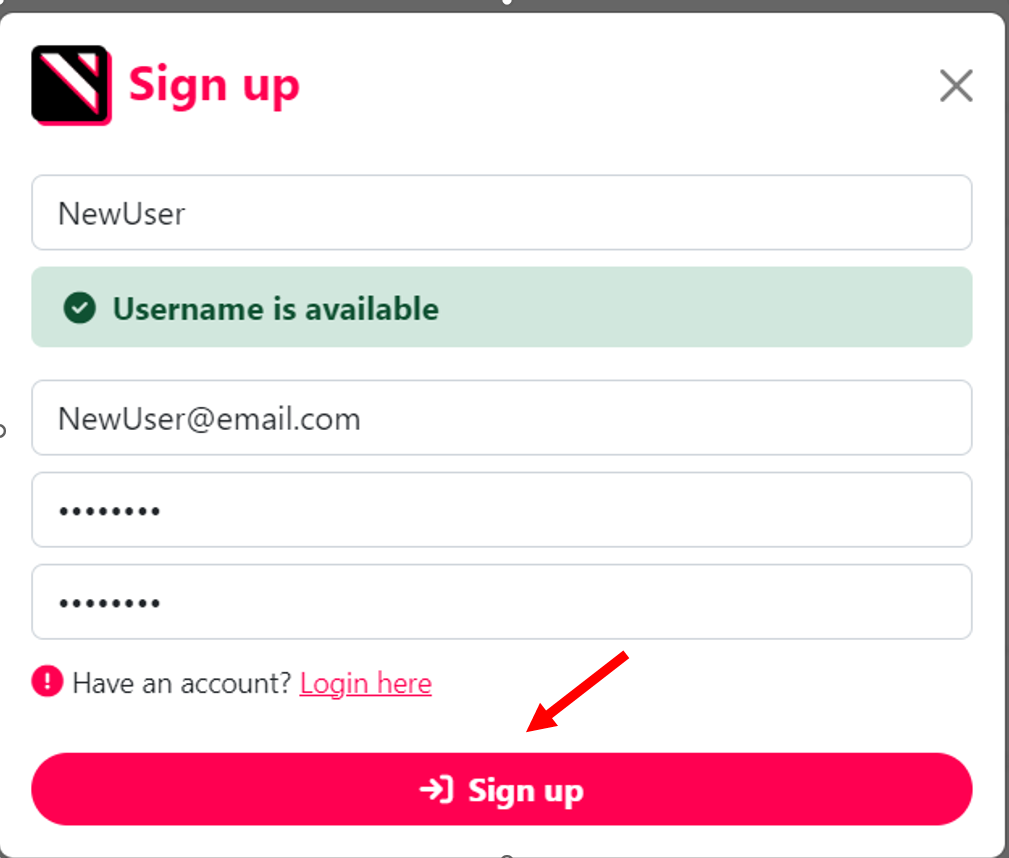 Sign up
NewUser
Username is available
NewUser@email.com
••••••••
••••••••
Have an account? Login here
Sign up